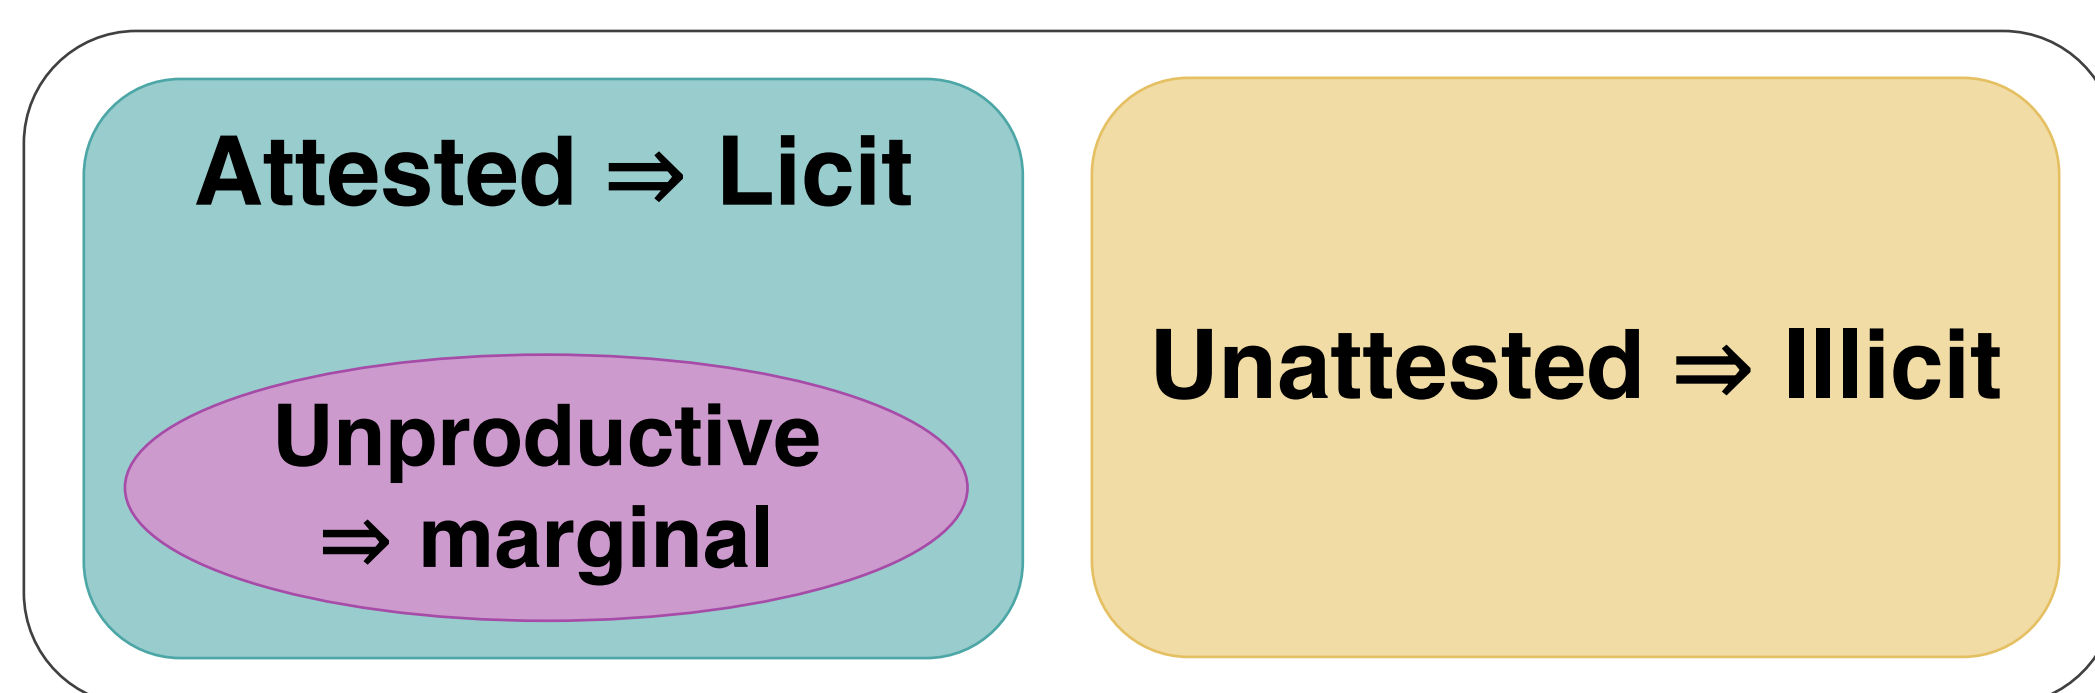 Attested ⇒ Licit
Unproductive
⇒ marginal
Unattested ⇒ Illicit